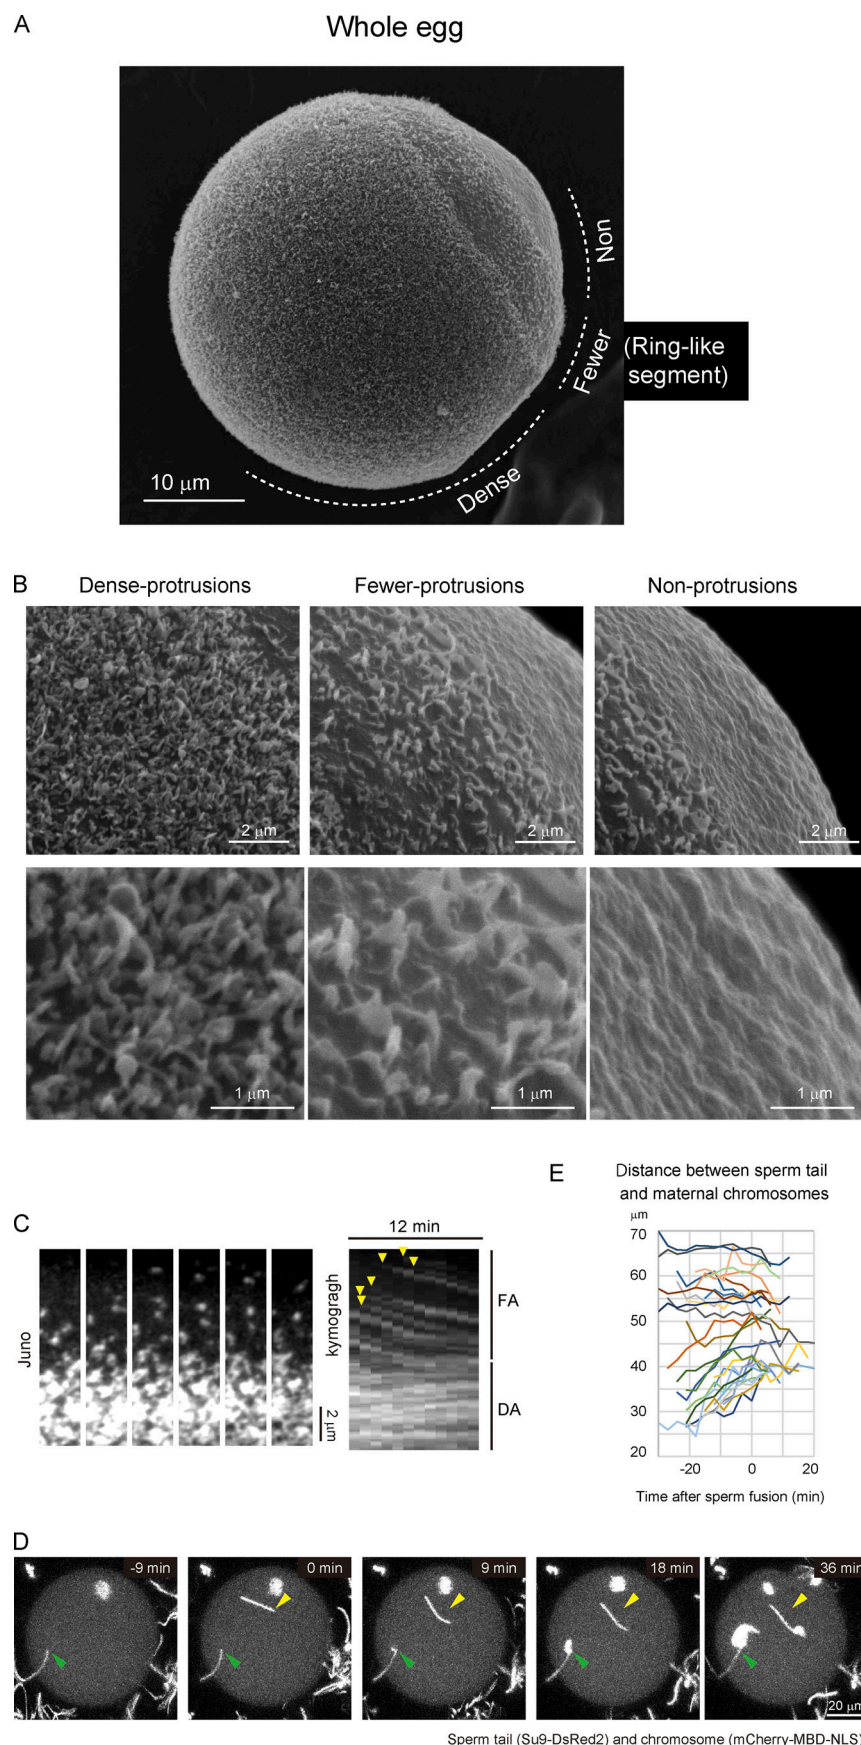 A
Whole egg
Non
Fewer
(Ring-like
segment)
Dense
10 μm
B
Dense-protrusions
Fewer-protrusions
Non-protrusions
2 μm
2 μm
2 μm
1 μm
1 μm
1 μm
C
Juno
2 μm
kymograph
12 min
FA
DA
E
Distance between sperm tail
and maternal chromosomes
μm
70
60
50
40
30
20
-20
0
20
Time after sperm fusion (min)
D
-9 min
0 min
9 min
18 min
36 min
20 μm
Sperm tail (Su9-DsRed2) and chromosome (mCherry-MBD-NLS)